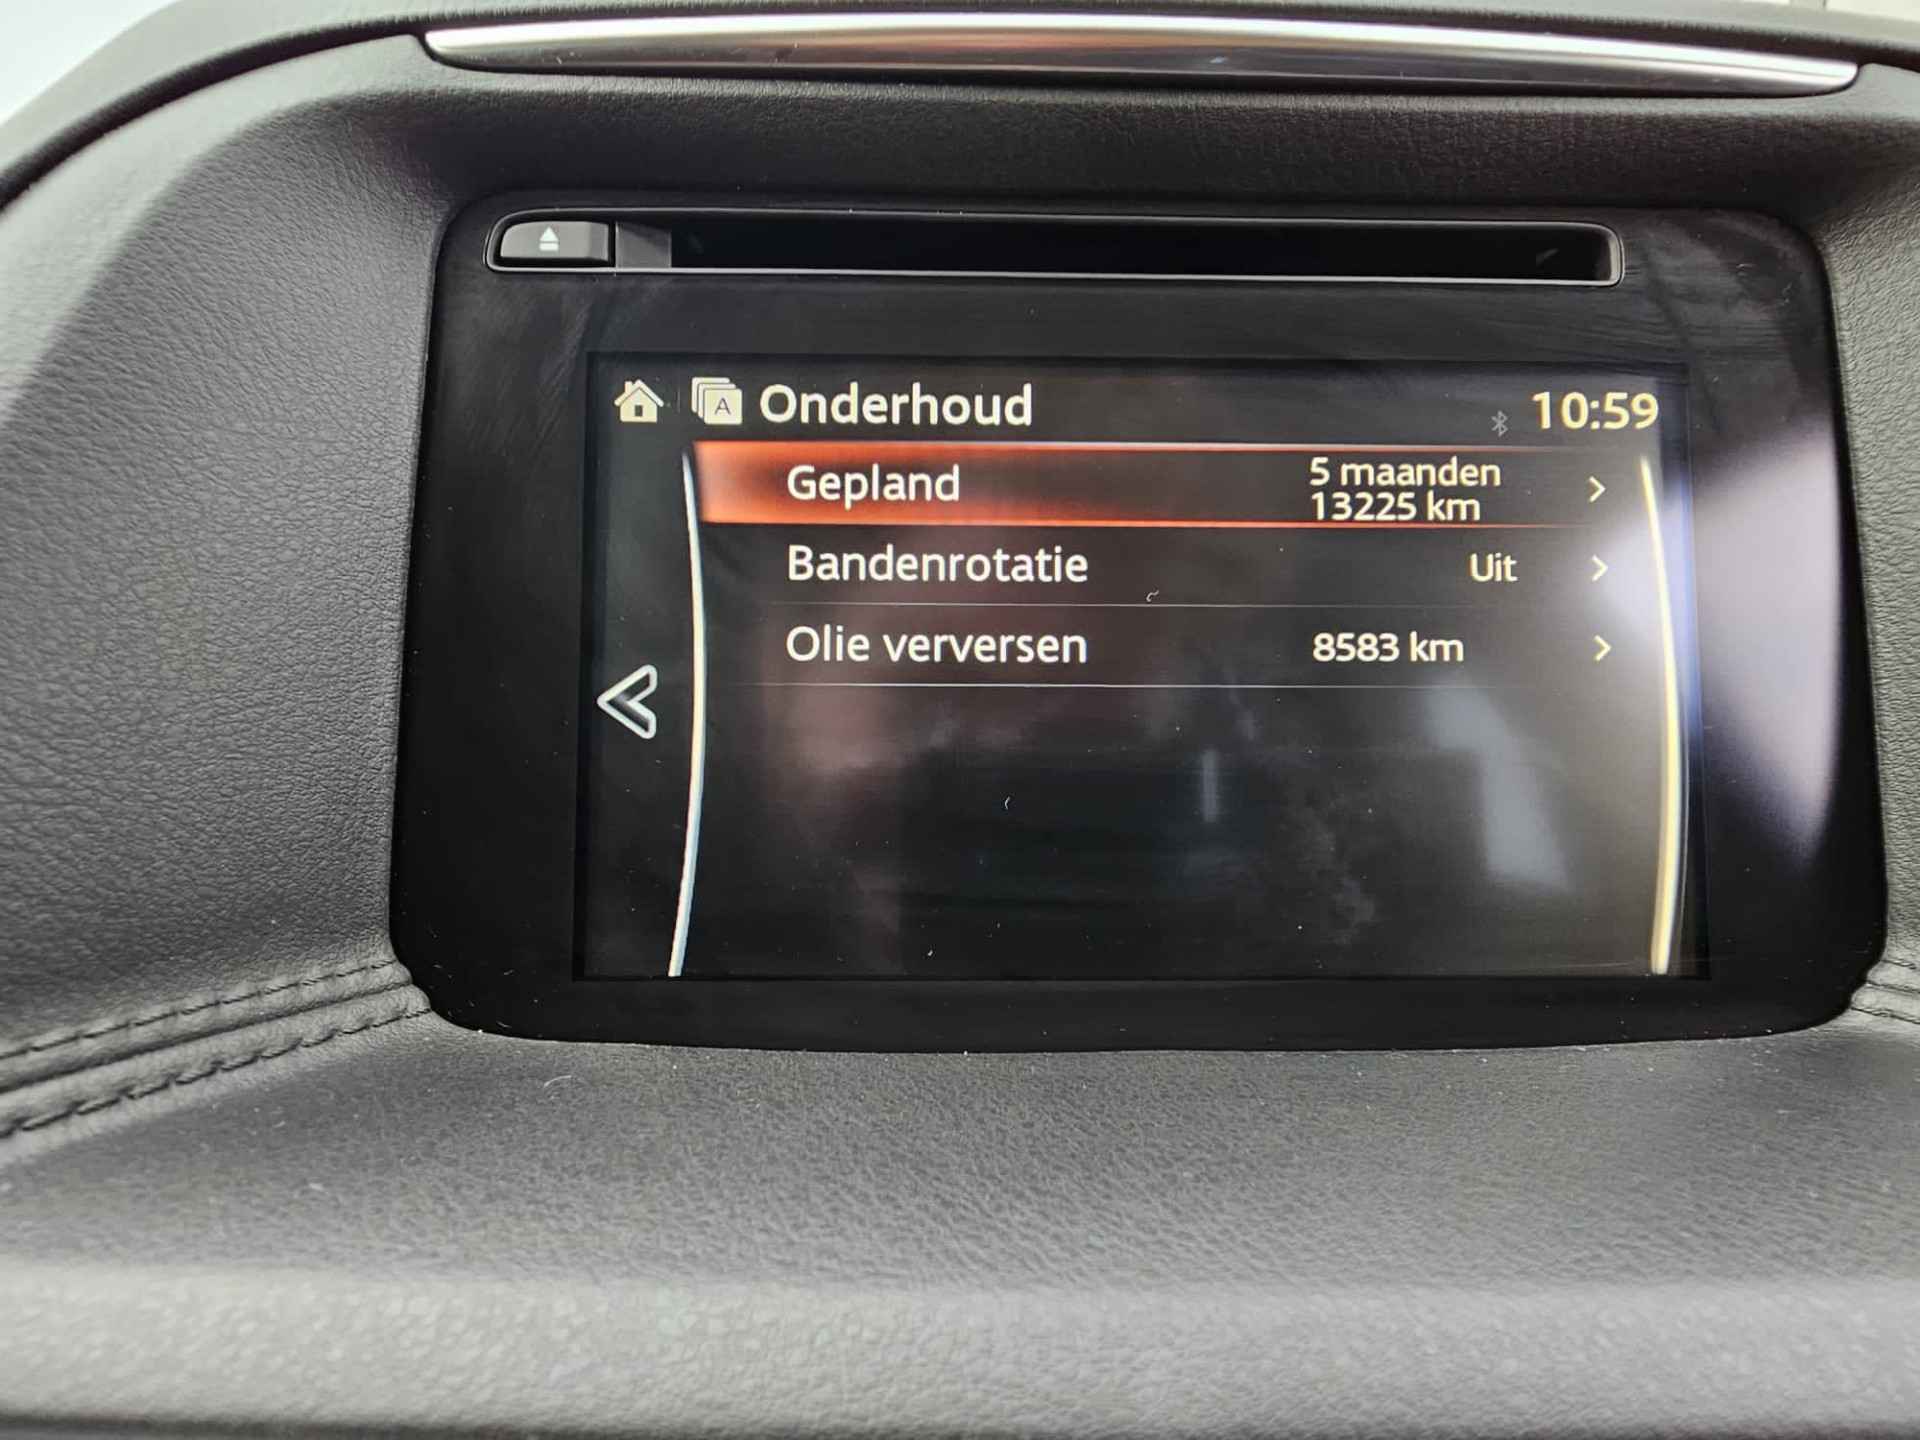 A Onderhoud 10:59
Gepland 5 maanden
13225 km
Bandenrotatie Uit
Olie verversen 8583 km